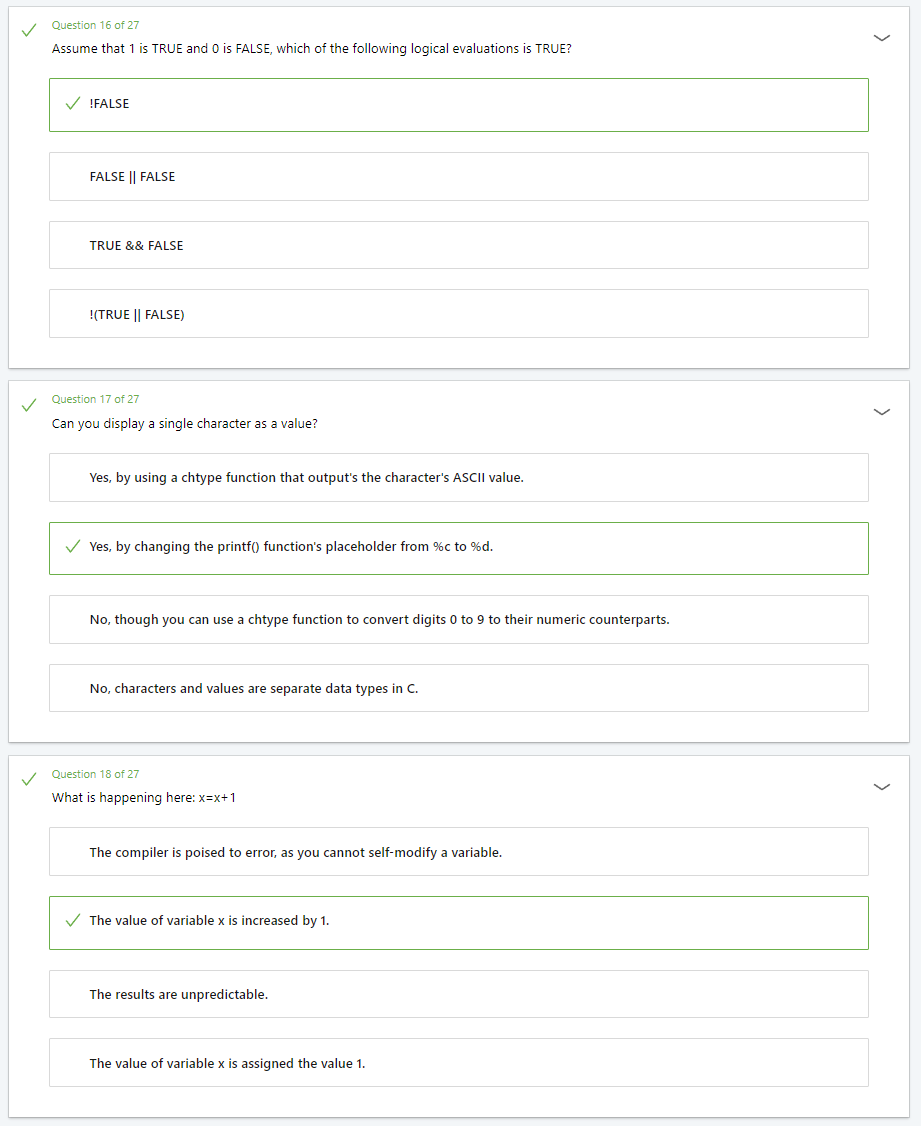 Question 16 of 27
Assume that 1 is TRUE and 0 is FALSE, which of the following logical evaluations is TRUE?
!FALSE
FALSE || FALSE
TRUE && FALSE
!(TRUE || FALSE)
Question 17 of 27
Can you display a single character as a value?
Yes, by using a chtype function that output's the character's ASCII value.
Yes, by changing the printf() function's placeholder from %c to %d.
No, though you can use a chtype function to convert digits 0 to 9 to their numeric counterparts.
No, characters and values are separate data types in C.
Question 18 of 27
What is happening here: x=x+1
The compiler is poised to error, as you cannot self-modify a variable.
The value of variable x is increased by 1.
The results are unpredictable.
The value of variable x is assigned the value 1.